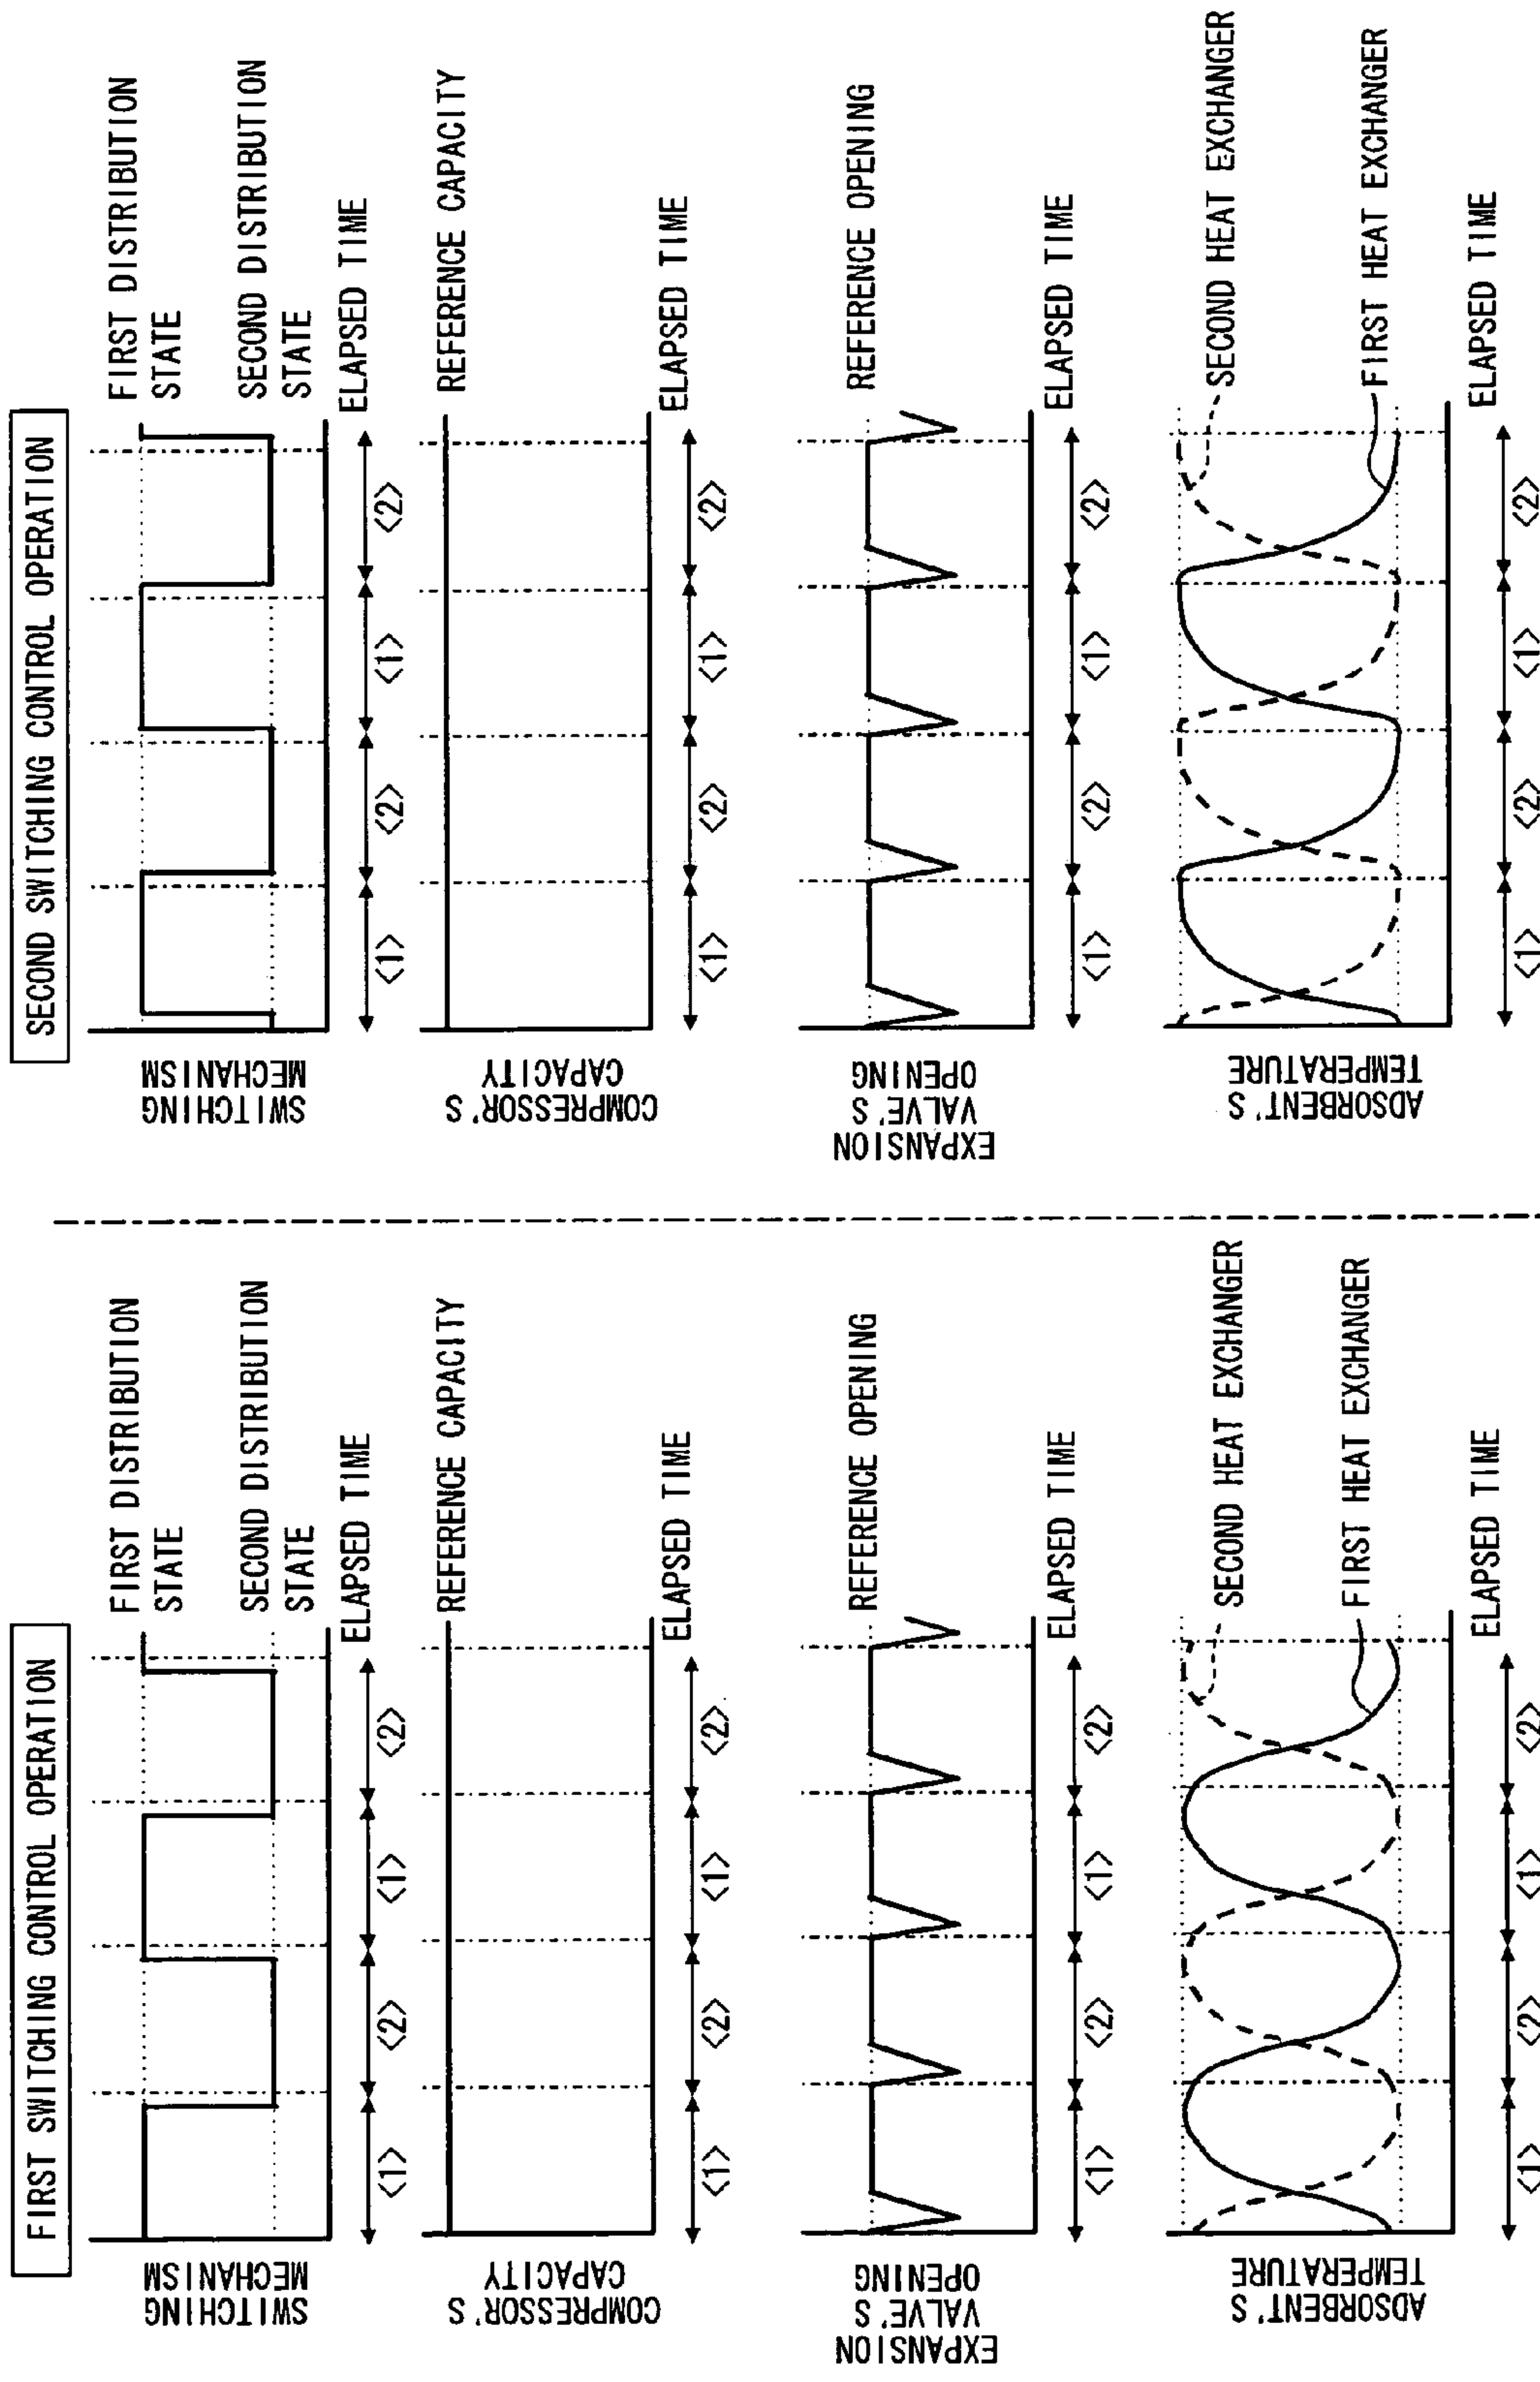 FIRST SWITCHING CONTROL OPERATION
SWITCHING
MECHANISM
FIRST DISTRIBUTION
STATE
SECOND DISTRIBUTION
STATE
ELAPSED TIME
<1>
<2>
<1>
<2>
COMPRESSOR'S
CAPACITY
REFERENCE CAPACITY
ELAPSED TIME
<1>
<2>
<1>
<2>
EXPANSION
VALVE'S
OPENING
REFERENCE OPENING
ELAPSED TIME
<1>
<2>
<1>
<2>
ADSORBENT'S
TEMPERATURE
SECOND HEAT EXCHANGER
FIRST HEAT EXCHANGER
ELAPSED TIME
<1>
<2>
<1>
<2>
SECOND SWITCHING CONTROL OPERATION
SWITCHING
MECHANISM
FIRST DISTRIBUTION
STATE
SECOND DISTRIBUTION
STATE
ELAPSED TIME
<1>
<2>
<1>
<2>
COMPRESSOR'S
CAPACITY
REFERENCE CAPACITY
ELAPSED TIME
<1>
<2>
<1>
<2>
EXPANSION
VALVE'S
OPENING
REFERENCE OPENING
ELAPSED TIME
<1>
<2>
<1>
<2>
ADSORBENT'S
TEMPERATURE
SECOND HEAT EXCHANGER
FIRST HEAT EXCHANGER
ELAPSED TIME
<1>
<2>
<1>
<2>